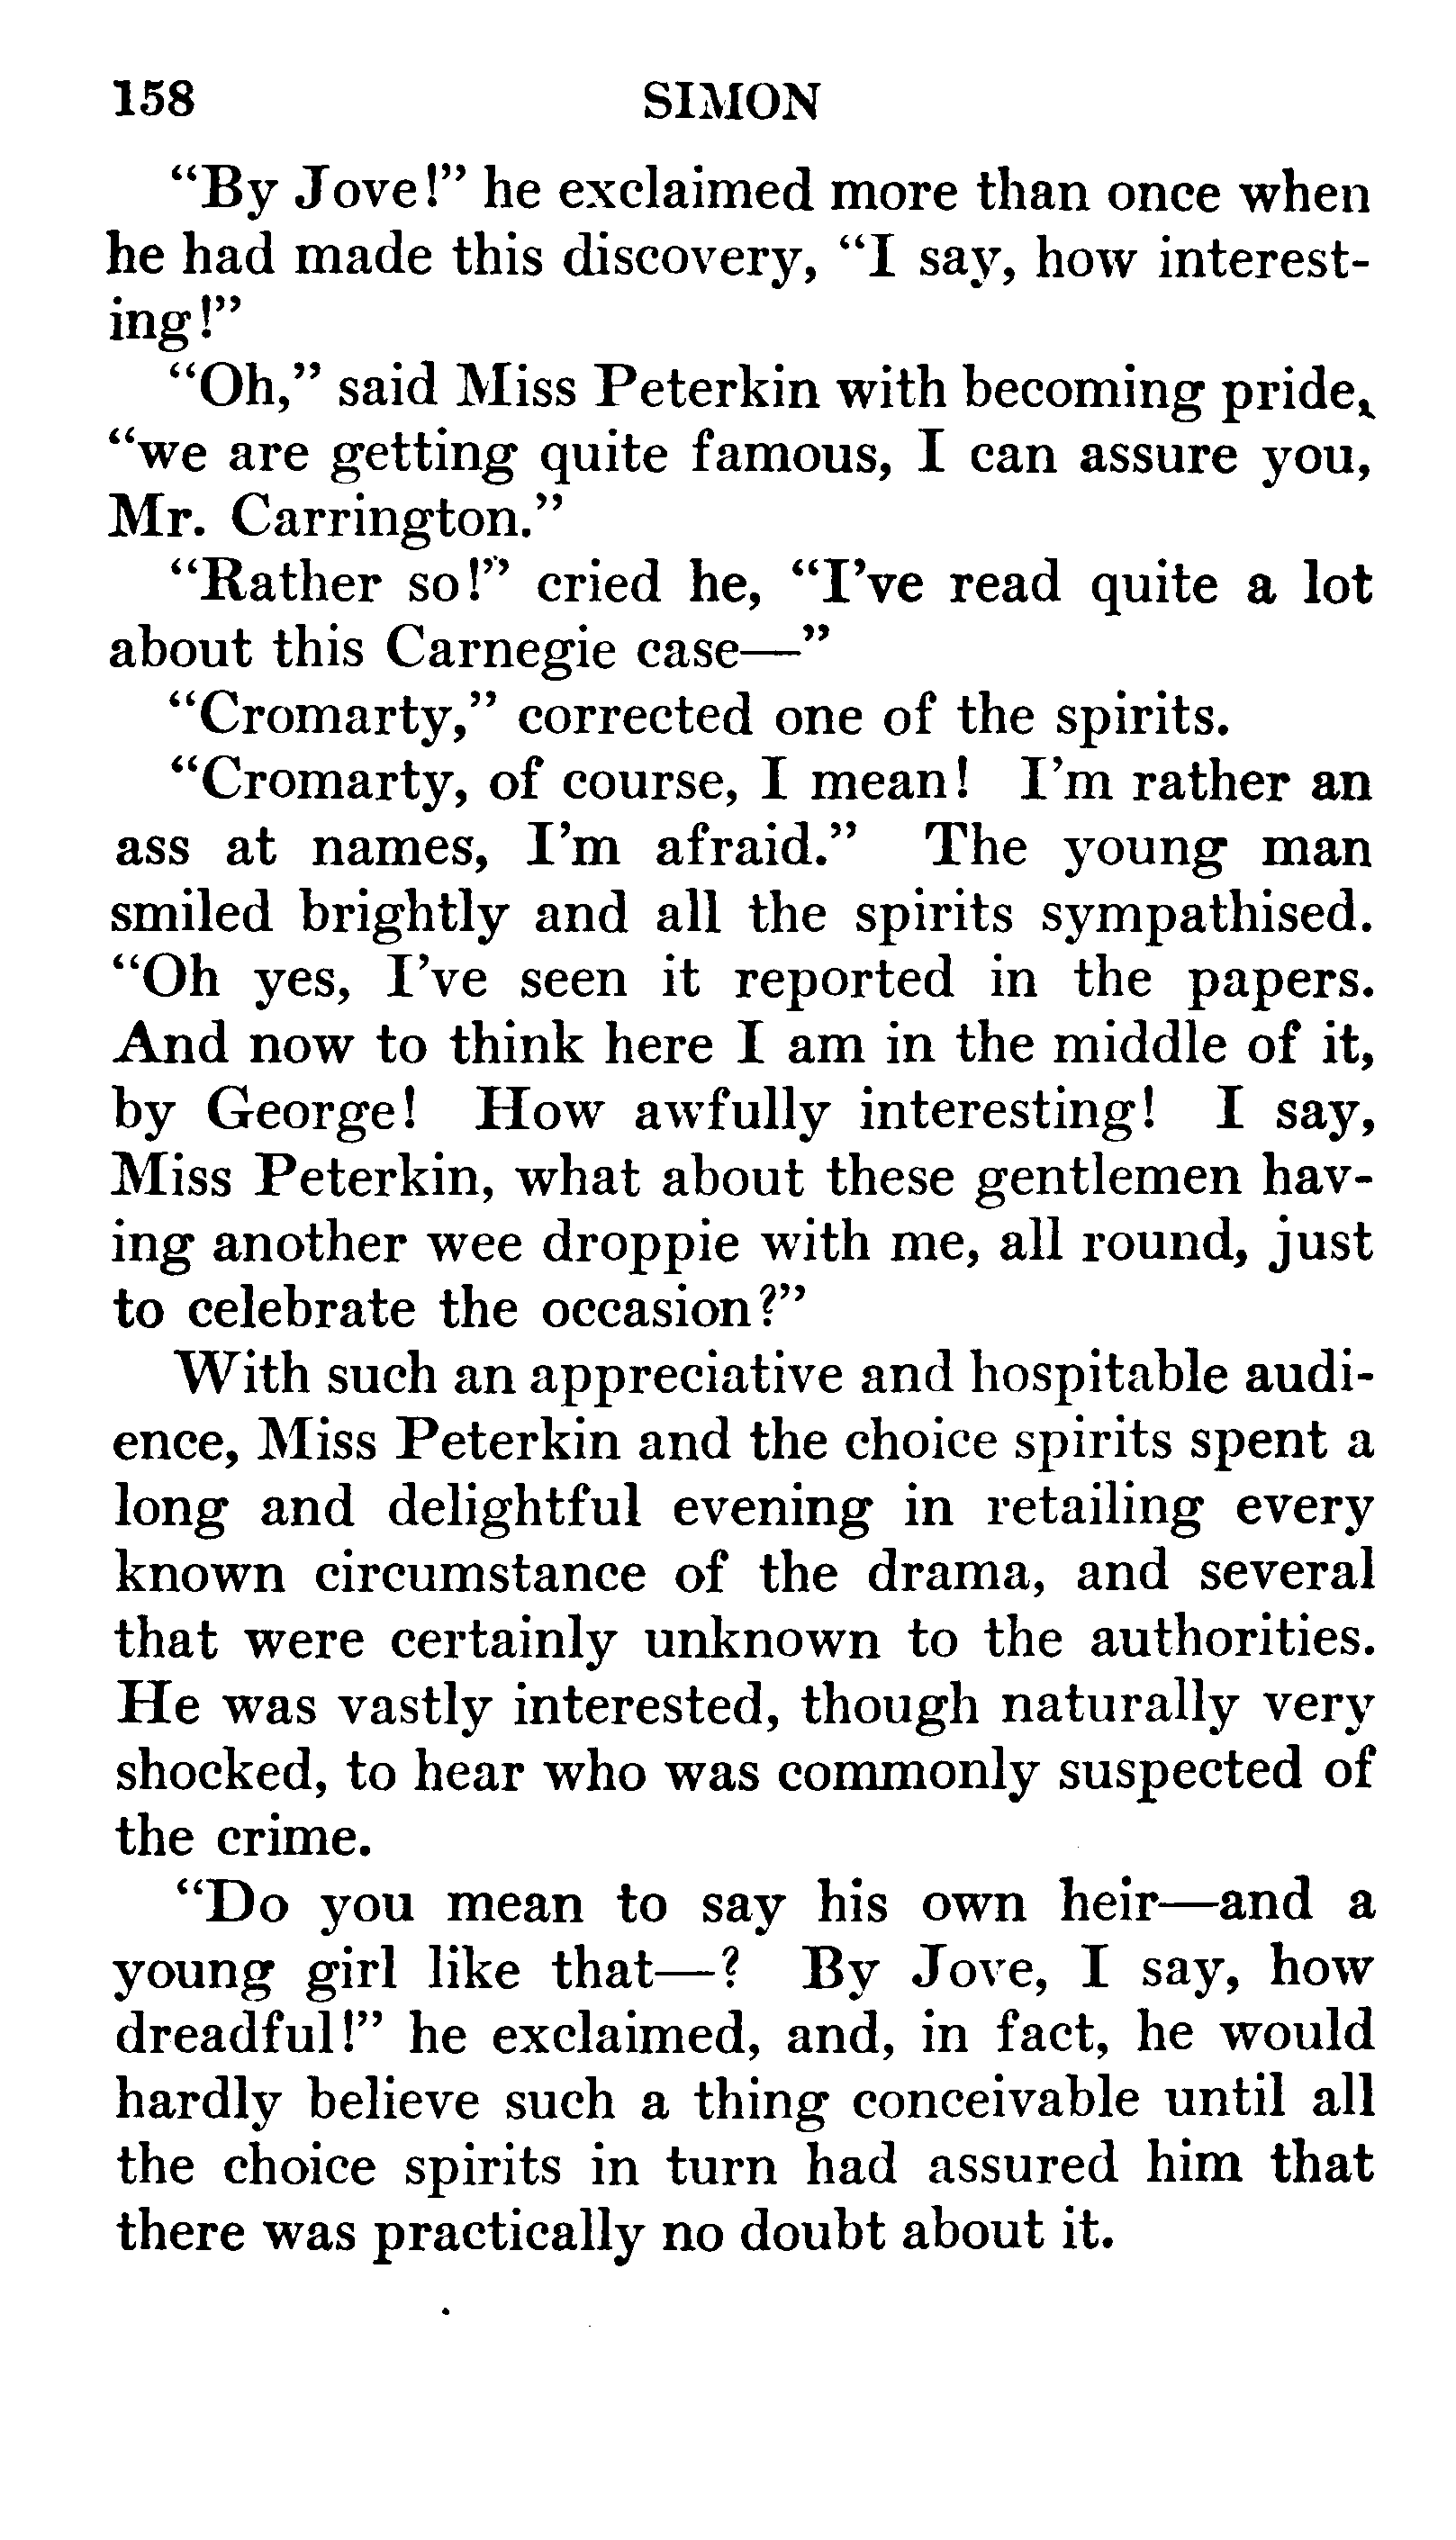 158 SIMON
“By Jove!” he exclaimed more than once when
he had made this discovery, “I say, how interest-
ing!”
“Oh,” said Miss Peterkin with becoming pride,
“we are getting quite famous, I can assure you,
Mr. Carrington.”
“Rather so!” cried he, “I’ve read quite a lot
about this Carnegie case—”
“Cromarty,” corrected one of the spirits.
“Cromarty, of course, I mean! I’m rather an
ass at names, I’m afraid.” The young man
smiled brightly and all the spirits sympathised.
“Oh yes, I’ve seen it reported in the papers.
And now to think here I am in the middle of it,
by George! How awfully interesting! I say,
Miss Peterkin, what about these gentlemen hav-
ing another wee droppie with me, all round, just
to celebrate the occasion?”
With such an appreciative and hospitable audi-
ence, Miss Peterkin and the choice spirits spent a
long and delightful evening in retailing every
known circumstance of the drama, and several
that were certainly unknown to the authorities.
He was vastly interested, though naturally very
shocked, to hear who was commonly suspected of
the crime.
“Do you mean to say his own heir—and a
young girl like that—? By Jove, I say, how
dreadful!” he exclaimed, and, in fact, he would
hardly believe such a thing conceivable until all
the choice spirits in turn had assured him that
there was practically no doubt about it.